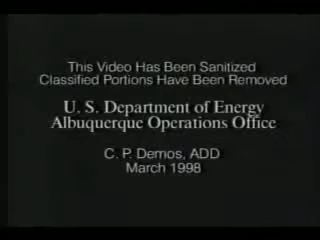 This Video Has Been Sanitized
Classified Portions Have Been Removed
U. S. Department of Energy
Albuquerque Operations Office
C. P. Demos, ADD
March 1998